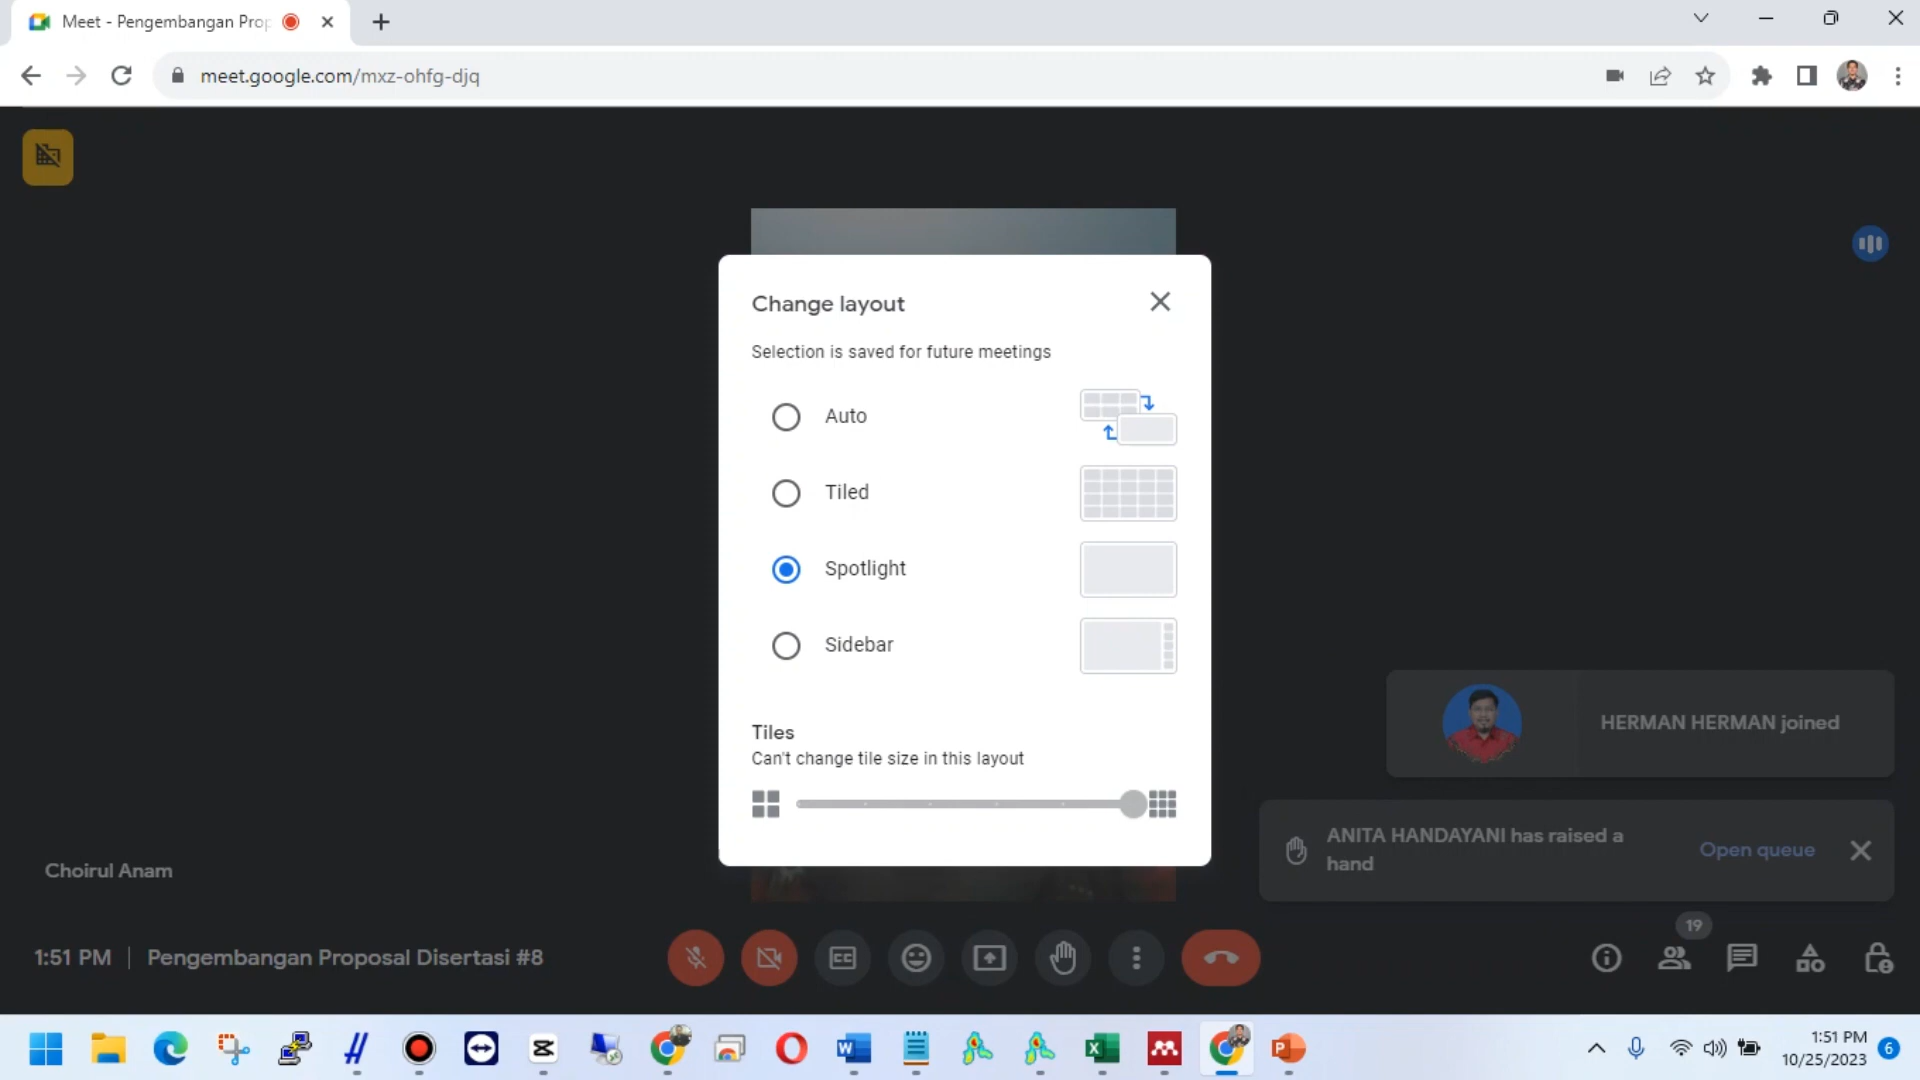 Meet - Pengembangan Prop
meet.google.com/mxz-ohfg-djq
Change layout
Selection is saved for future meetings
Auto
Tiled
Spotlight
Sidebar
Tiles
Can't change tile size in this layout
HERMAN HERMAN joined
ANITA HANDAYANI has raised a
hand
Open queue
Choirul Anam
1:51 PM | Pengembangan Proposal Disertasi #8
CC
19
1:51 PM
10/25/2023
6